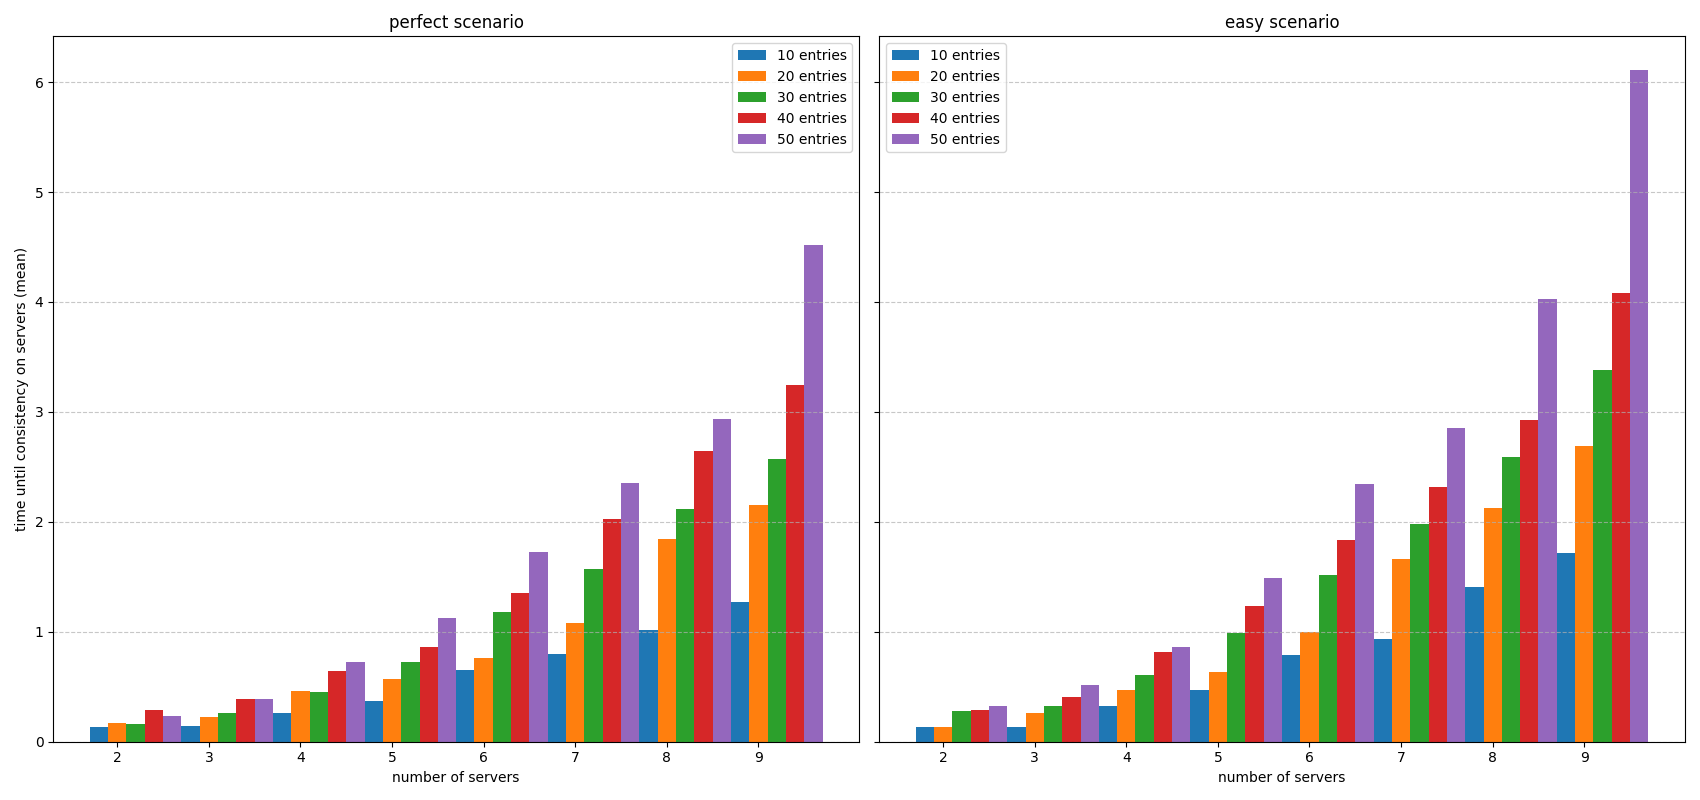 perfect scenario
time until consistency on servers (mean)
6
5
4
3
2
1
0
10 entries
20 entries
30 entries
40 entries
50 entries
2 3 4 5 6 7 8 9
number of servers
easy scenario
10 entries
20 entries
30 entries
40 entries
50 entries
2 3 4 5 6 7 8 9
number of servers